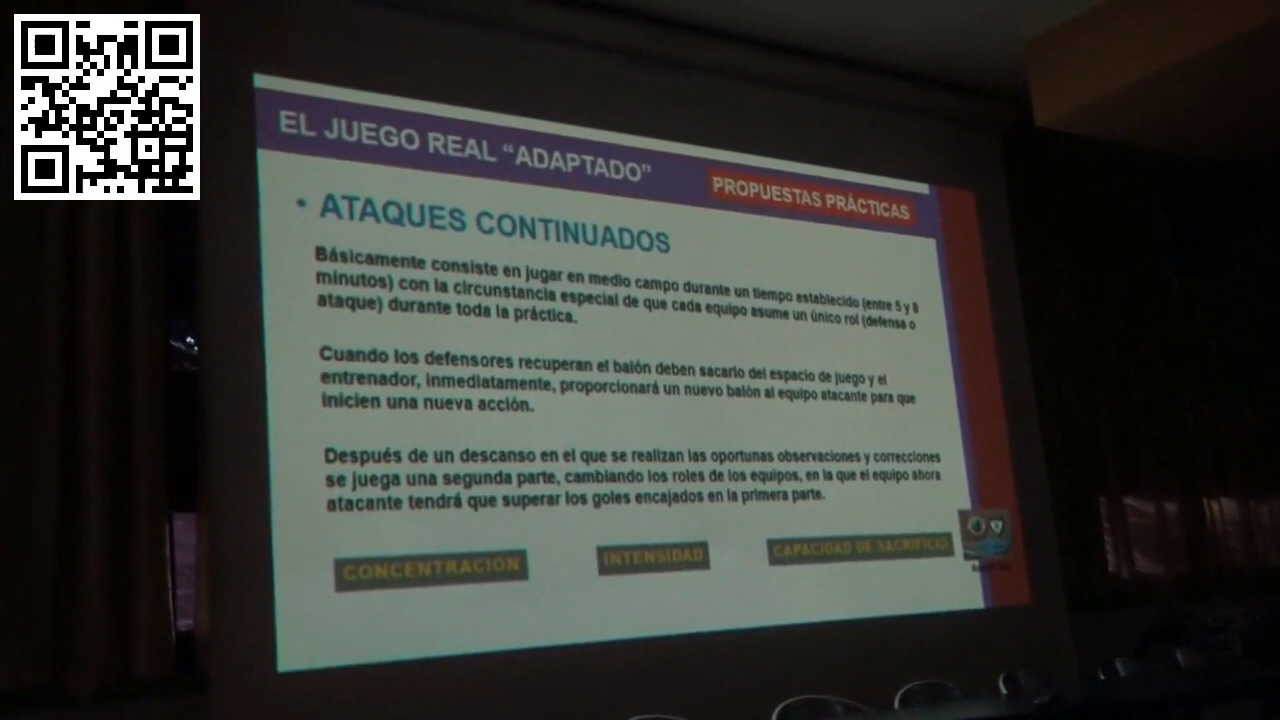 EL JUEGO REAL “ADAPTADO”
PROPUESTAS PRÁCTICAS
• ATAQUES CONTINUADOS
Básicamente consiste en jugar en medio campo durante un tiempo establecido (entre 5 y 8
minutos) con la circunstancia especial de que cada equipo asume un único rol (defensa o
ataque) durante toda la práctica.
Cuando los defensores recuperan el balón deben sacarlo del espacio de juego y el
entrenador, inmediatamente, proporcionará un nuevo balón al equipo atacante para que
inicien una nueva acción.
Después de un descanso en el que se realizan las oportunas observaciones y correcciones
se juega una segunda parte, cambiando los roles de los equipos, en la que el equipo ahora
atacante tendrá que superar los goles encajados en la primera parte.
CONCENTRACIÓN
INTENSIDAD
CAPACIDAD DE SACRIFICIO